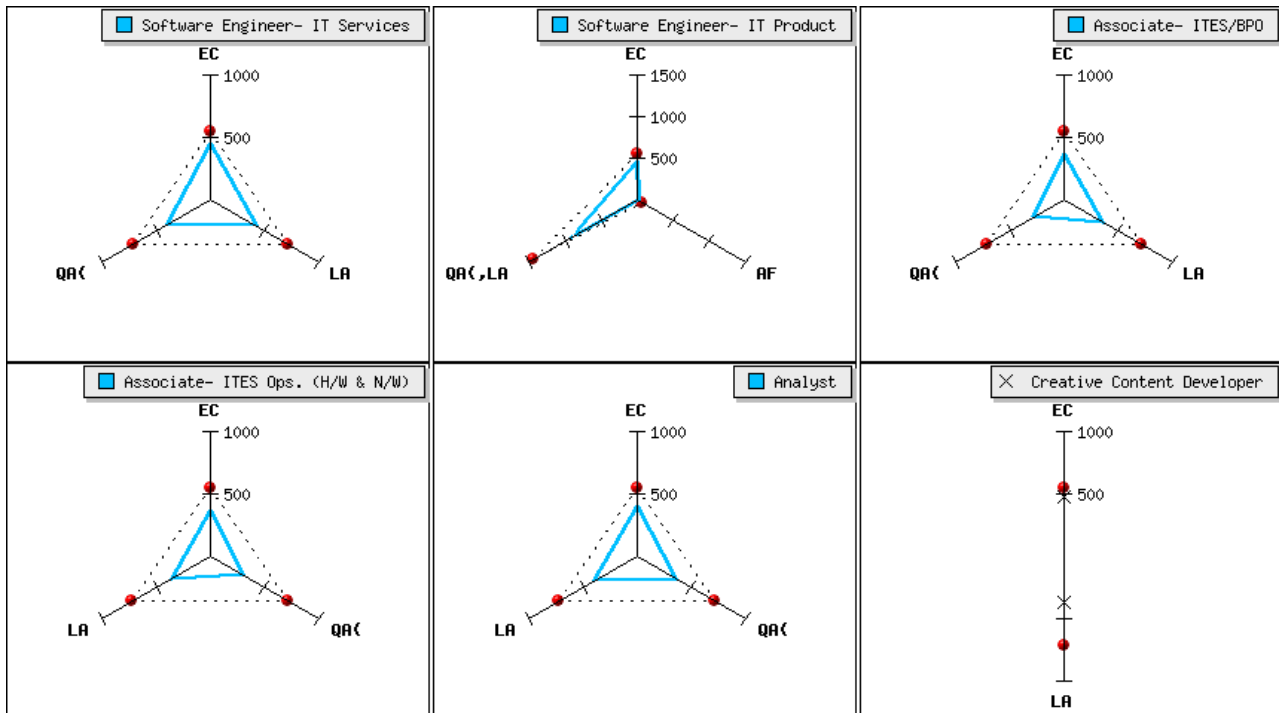 Software Engineer- IT Services
EC
1000
500
QA(
LA
Software Engineer- IT Product
EC
1500
1000
500
QA(,LA
AF
Associate- ITES/BPO
EC
1000
500
QA(
LA
Associate- ITES Ops. (H/W & N/W)
EC
1000
500
LA
QA(
Analyst
EC
1000
500
LA
QA(
Creative Content Developer
EC
1000
500
LA